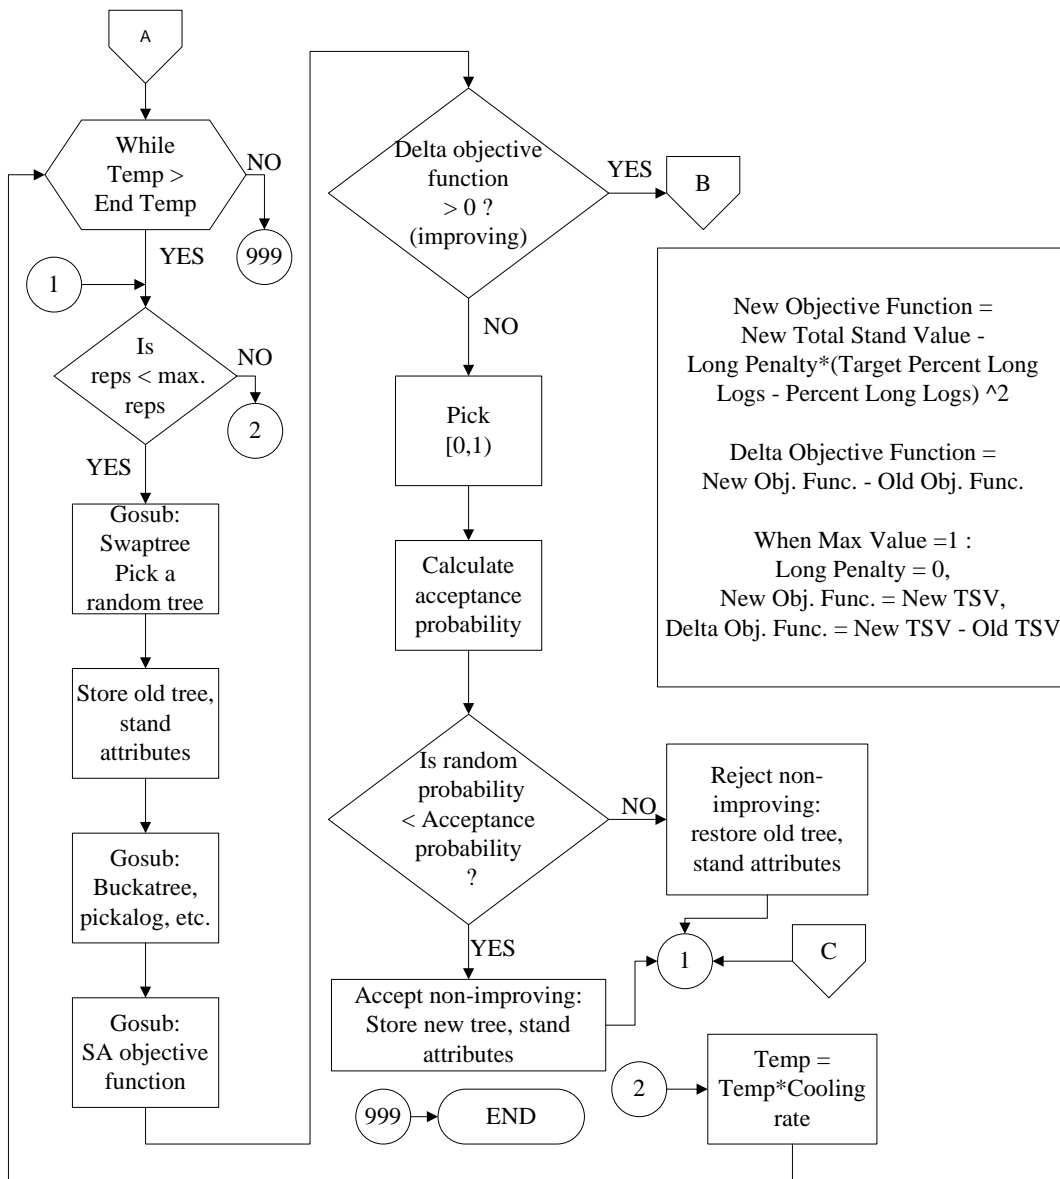 A
While
Temp >
End Temp
NO
999
YES
1
Is
reps < max.
reps
NO
2
YES
Gosub:
Swaptree
Pick a
random tree
Store old tree,
stand
attributes
Gosub:
Buckatree,
pickalog, etc.
Gosub:
SA objective
function
Delta objective
function
> 0 ?
(improving)
YES
B
NO
Pick
[0,1)
Calculate
acceptance
probability
Is random
probability
< Acceptance
probability
?
NO
Reject non-
improving:
restore old tree,
stand attributes
YES
1
C
Accept non-improving:
Store new tree, stand
attributes
999
END
2
Temp =
Temp*Cooling
rate
New Objective Function =
New Total Stand Value -
Long Penalty*(Target Percent Long
Logs - Percent Long Logs) ^2
Delta Objective Function =
New Obj. Func. - Old Obj. Func.
When Max Value =1 :
Long Penalty = 0,
New Obj. Func. = New TSV,
Delta Obj. Func. = New TSV - Old TSV